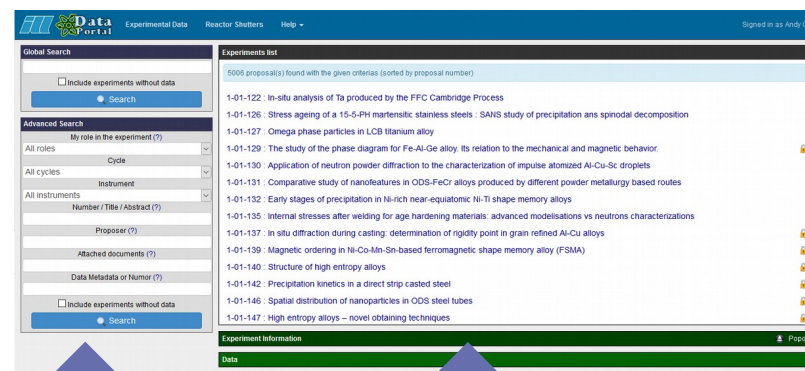 Data Portal
Experimental Data
Reactor Shutters
Help
Signed in as Andy
Global Search
Include experiments without data
Search
Advanced Search
My role in the experiment (?)
All roles
Cycle
All cycles
Instrument
All instruments
Number / Title / Abstract (?)
Proposer (?)
Attached documents (?)
Data Metadata or Numor (?)
Include experiments without data
Search
Experiments list
5006 proposal(s) found with the given criterias (sorted by proposal number)
1-01-122 : In-situ analysis of Ta produced by the FFC Cambridge Process
1-01-126 : Stress ageing of a 15-5-PH martensitic stainless steels : SANS study of precipitation ans spinodal decomposition
1-01-127 : Omega phase particles in LCB titanium alloy
1-01-129 : The study of the phase diagram for Fe-Al-Ge alloy. Its relation to the mechanical and magnetic behavior.
1-01-130 : Application of neutron powder diffraction to the characterization of impulse atomized Al-Cu-Sc droplets
1-01-131 : Comparative study of nanofeatures in ODS-FeCr alloys produced by different powder metallurgy based routes
1-01-132 : Early stages of precipitation in Ni-rich near-equiatomic Ni-Ti shape memory alloys
1-01-135 : Internal stresses after welding for age hardening materials: advanced modelisations vs neutrons characterizations
1-01-137 : In situ diffraction during casting: determination of rigidity point in grain refined Al-Cu alloys
1-01-139 : Magnetic ordering in Ni-Co-Mn-Sn-based ferromagnetic shape memory alloy (FSMA)
1-01-140 : Structure of high entropy alloys
1-01-142 : Precipitation kinetics in a direct strip casted steel
1-01-146 : Spatial distribution of nanoparticles in ODS steel tubes
1-01-147 : High entropy alloys – novel obtaining techniques
Experiment Information
Data